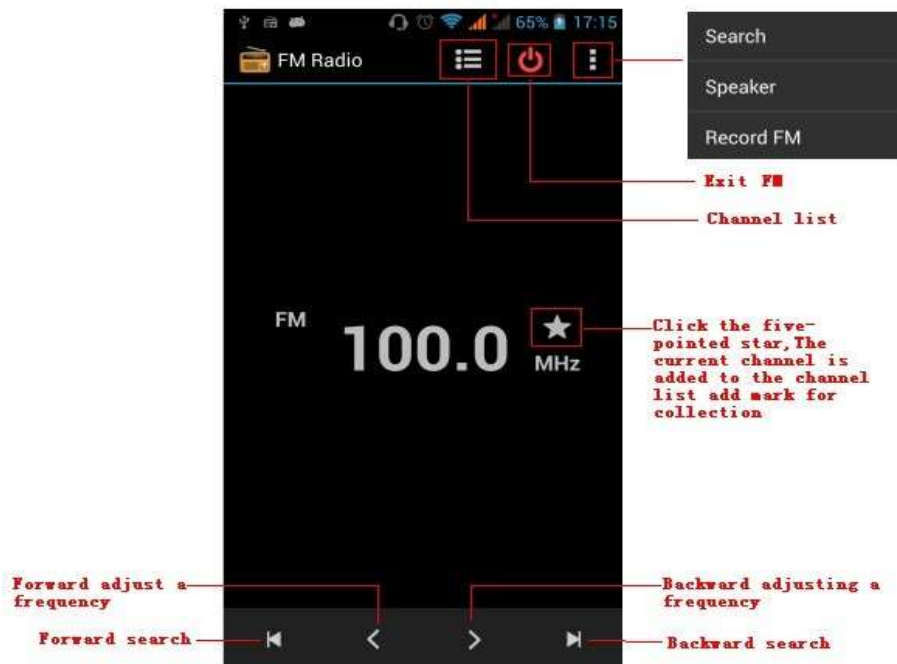 65% 17:15
FM Radio
Search
Speaker
Record FM
Exit FM
Channel list
FM
100.0
MHz
Click the five-
pointed star,The
current channel is
added to the channel
list add mark for
collection
Forward adjust a
frequency
Backward adjusting a
frequency
Forward search
Backward search